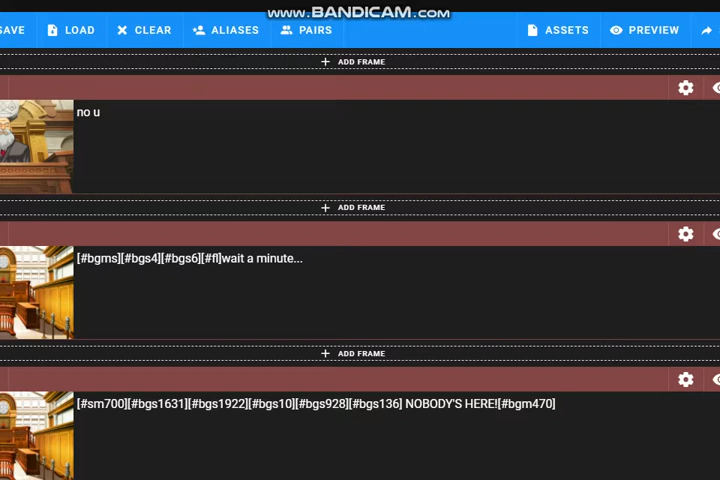 www.BANDICAM.com
SAVE LOAD CLEAR ALIASES PAIRS ASSETS PREVIEW
+ ADD FRAME
no u
+ ADD FRAME
[#bgms][#bgs4][#bgs6][#fl]wait a minute...
+ ADD FRAME
[#sm700][#bgs1631][#bgs1922][#bgs10][#bgs928][#bgs136] NOBODY'S HERE![#bgm470]